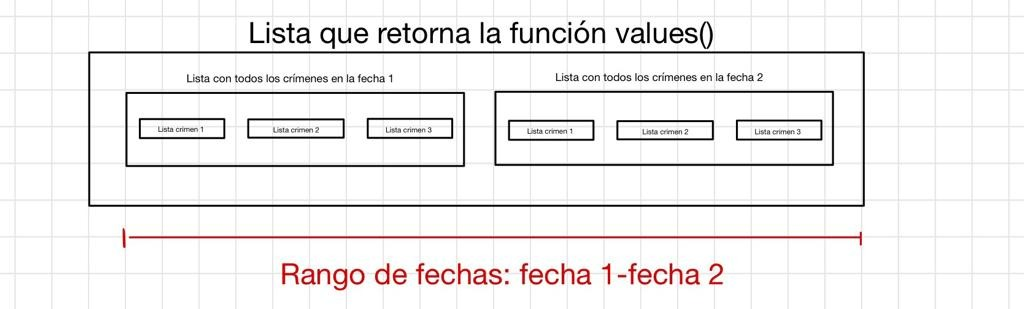 Lista que retorna la función values()
Lista con todos los crímenes en la fecha 1
Lista con todos los crímenes en la fecha 2
Lista crimen 1
Lista crimen 2
Lista crimen 3
Lista crimen 1
Lista crimen 2
Lista crimen 3
Rango de fechas: fecha 1-fecha 2